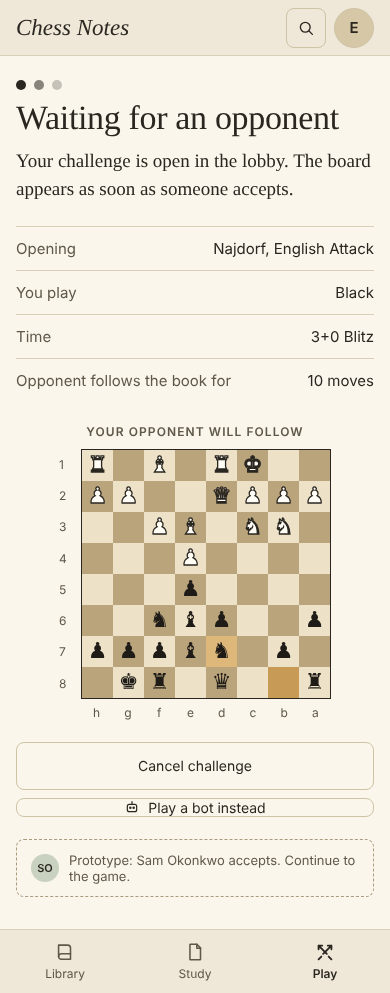 Chess Notes
E
Waiting for an opponent
Your challenge is open in the lobby. The board
appears as soon as someone accepts.
Opening Najdorf, English Attack
You play Black
Time 3+0 Blitz
Opponent follows the book for 10 moves
YOUR OPPONENT WILL FOLLOW
1
2
3
4
5
6
7
8
h g f e d c b a
Cancel challenge
Play a bot instead
SO
Prototype: Sam Okonkwo accepts. Continue to
the game.
Library Study Play